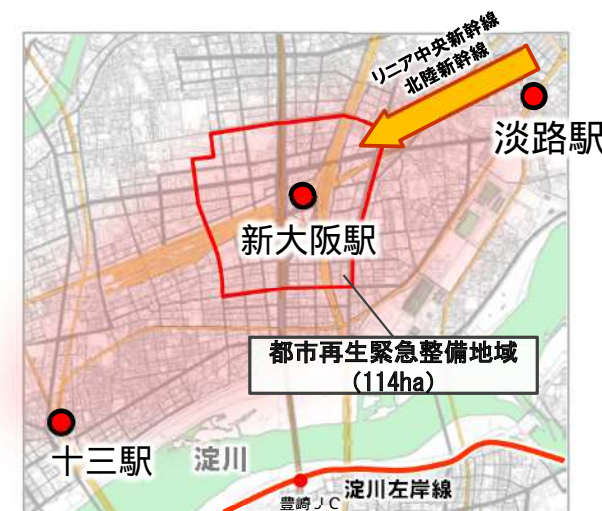 リニア中央新幹線
北陸新幹線
淡路駅
新大阪駅
都市再生緊急整備地域
(114ha)
十三駅
淀川
淀川左岸線
豊崎JC